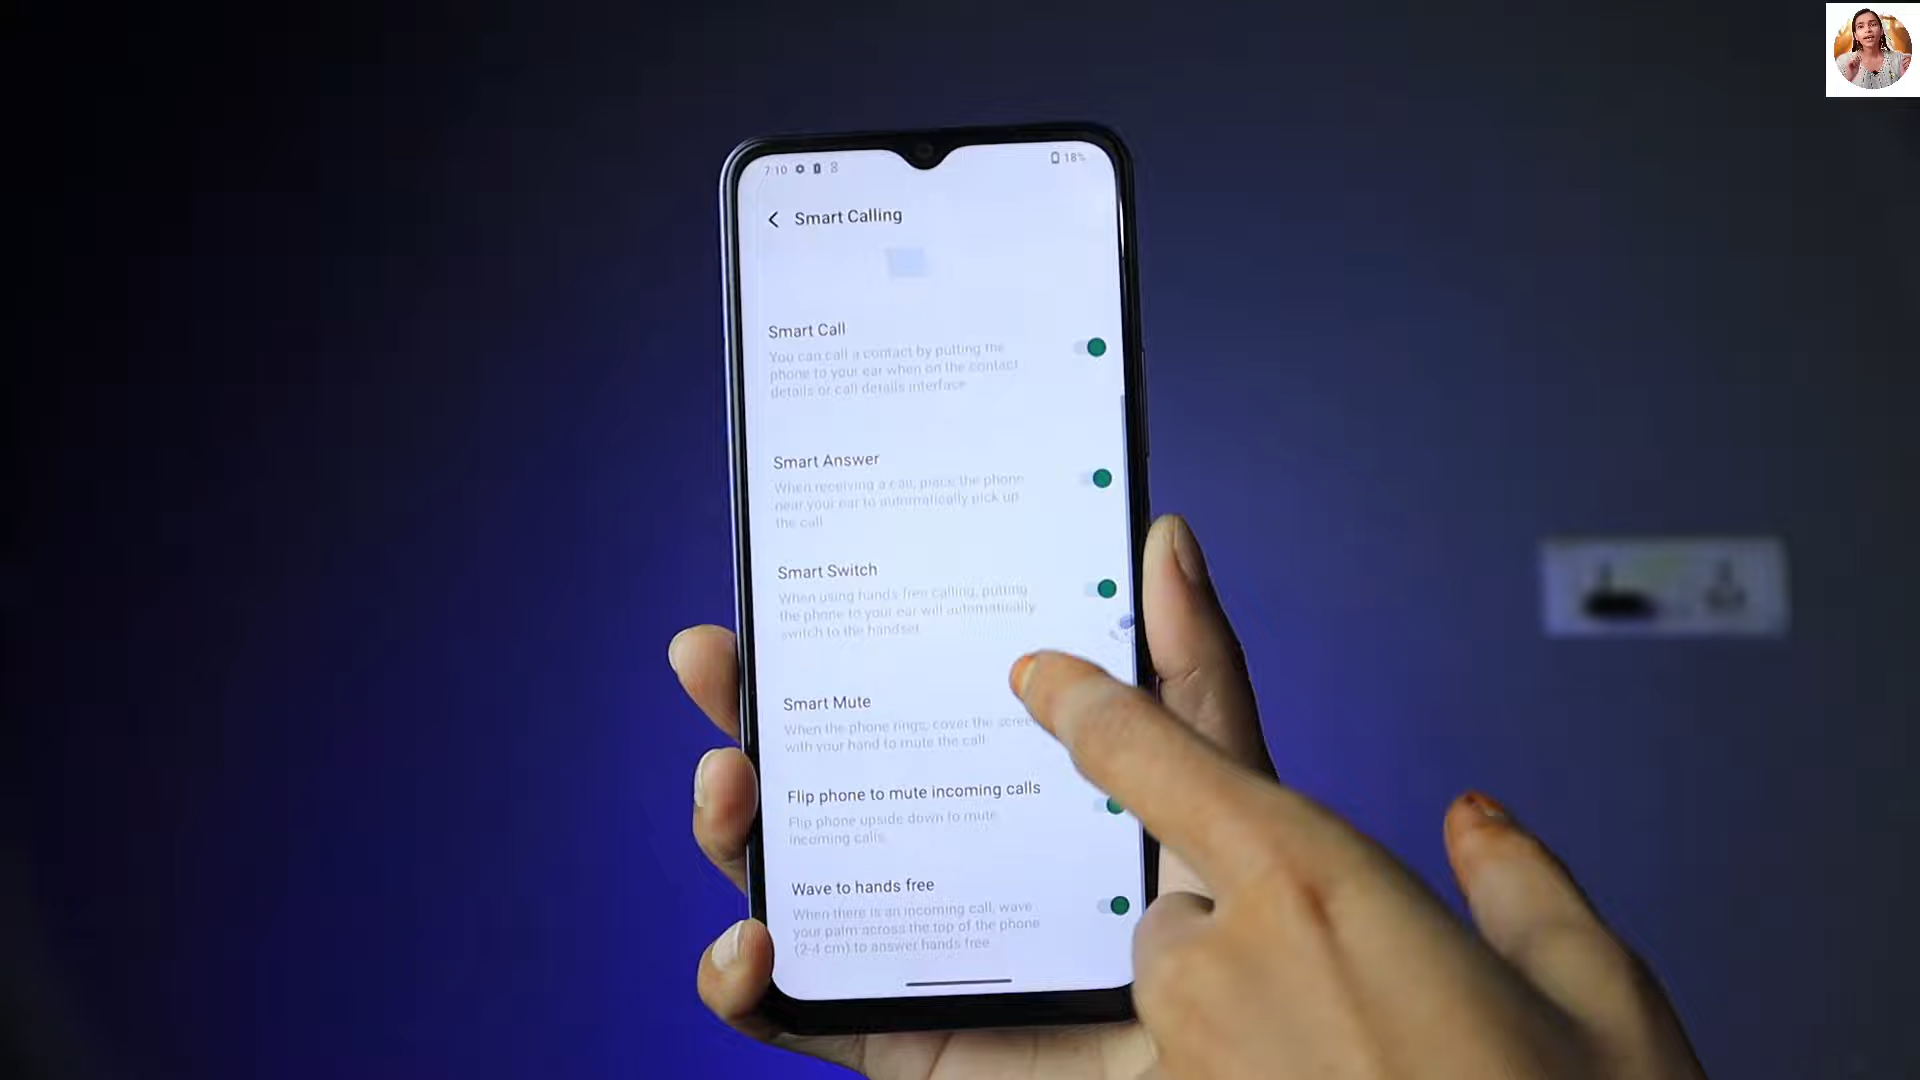 7:10
18%
Smart Calling
Smart Call
You can call a contact by putting the
phone to your ear when on the contact
details or call details interface
Smart Answer
When receiving a call, place the phone
near your ear to automatically pick up
the call
Smart Switch
When using hands-free calling, putting
the phone to your ear will automatically
switch to the handset
Smart Mute
When the phone rings, cover the screen
with your hand to mute the call
Flip phone to mute incoming calls
Flip phone upside down to mute
incoming calls
Wave to hands free
When there is an incoming call, wave
your palm across the top of the phone
(2-4 cm) to answer hands free